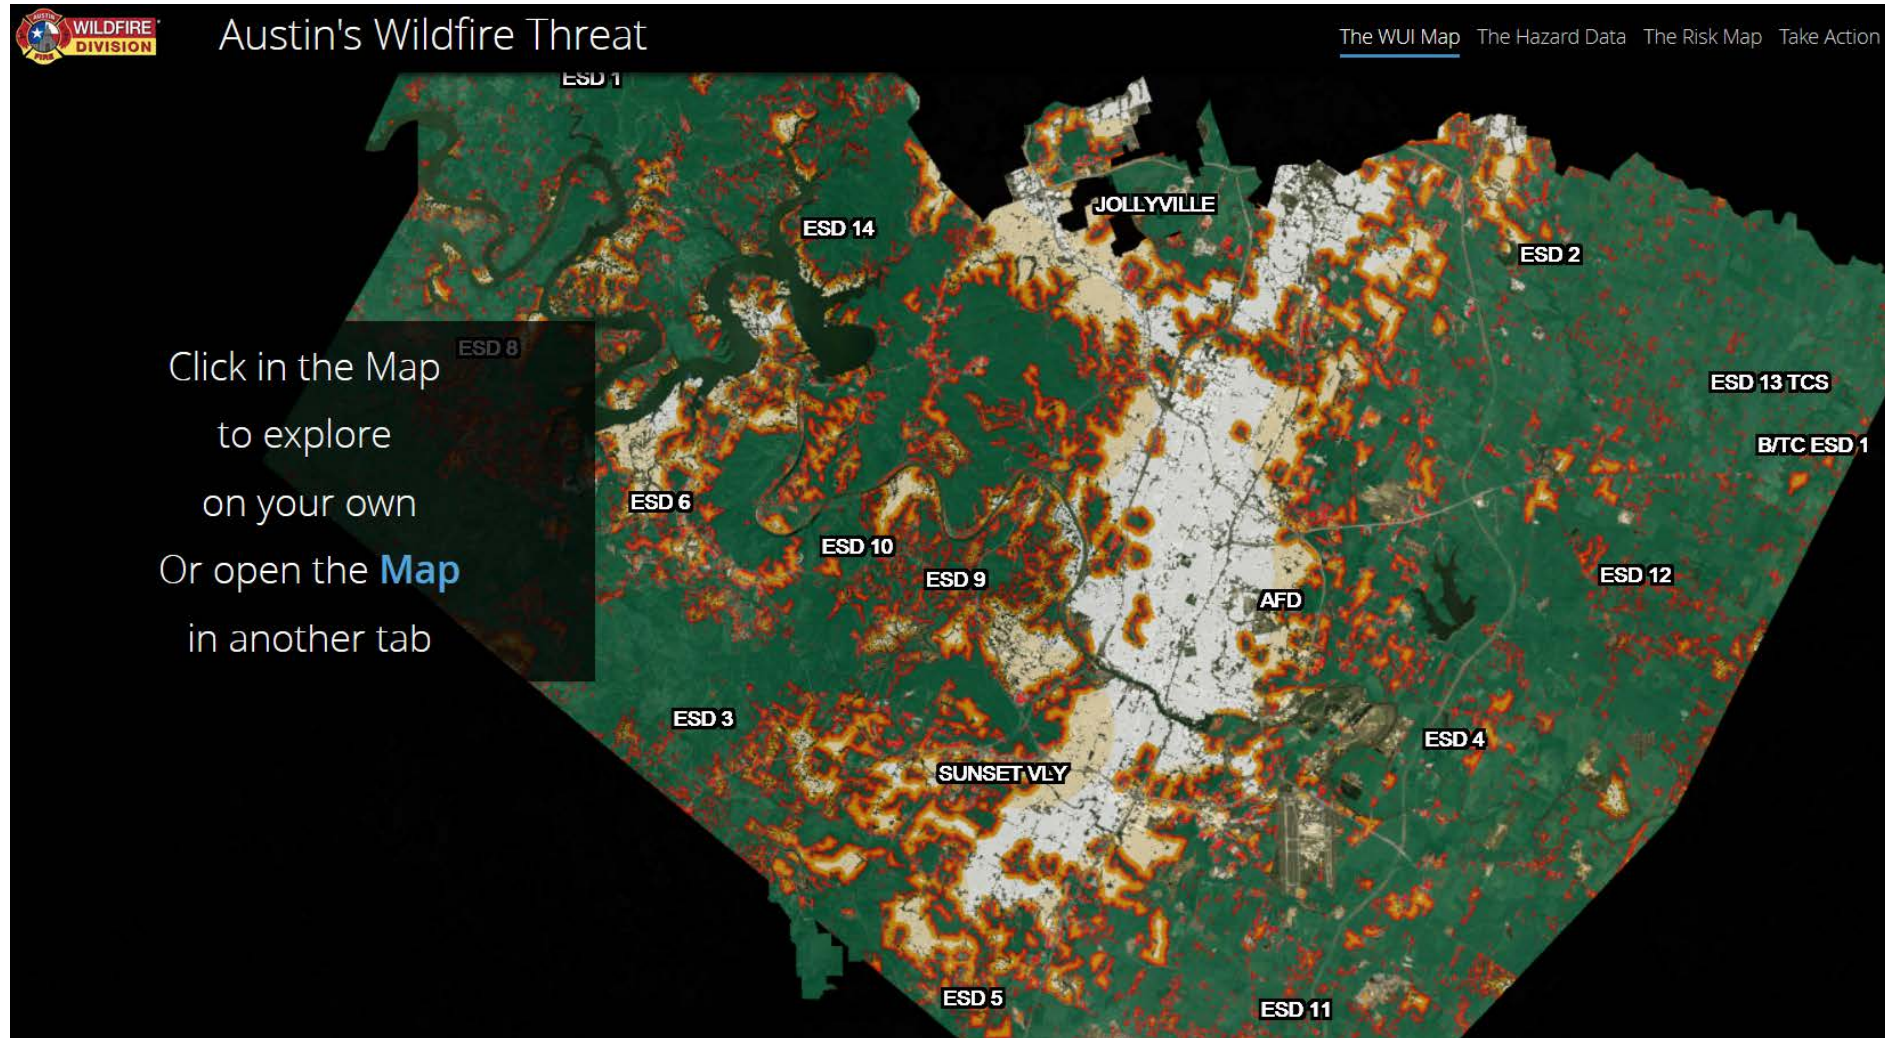 AUSTIN
WILDFIRE
DIVISION
FIRE
Austin's Wildfire Threat
The WUI Map
The Hazard Data
The Risk Map
Take Action
ESD 1
JOLLYVILLE
ESD 14
ESD 2
ESD 8
Click in the Map
to explore
on your own
Or open the Map
in another tab
ESD 13 TCS
B/TC ESD 1
ESD 6
ESD 10
ESD 9
ESD 12
AFD
ESD 3
ESD 4
SUNSET VLY
ESD 5
ESD 11